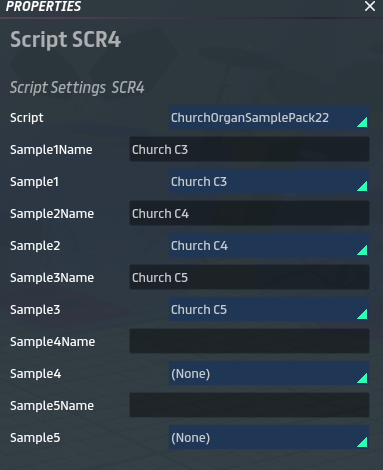 PROPERTIES
Script SCR4
Script Settings SCR4
Script ChurchOrganSamplePack22
Sample1Name Church C3
Sample1 Church C3
Sample2Name Church C4
Sample2 Church C4
Sample3Name Church C5
Sample3 Church C5
Sample4Name
Sample4 (None)
Sample5Name
Sample5 (None)